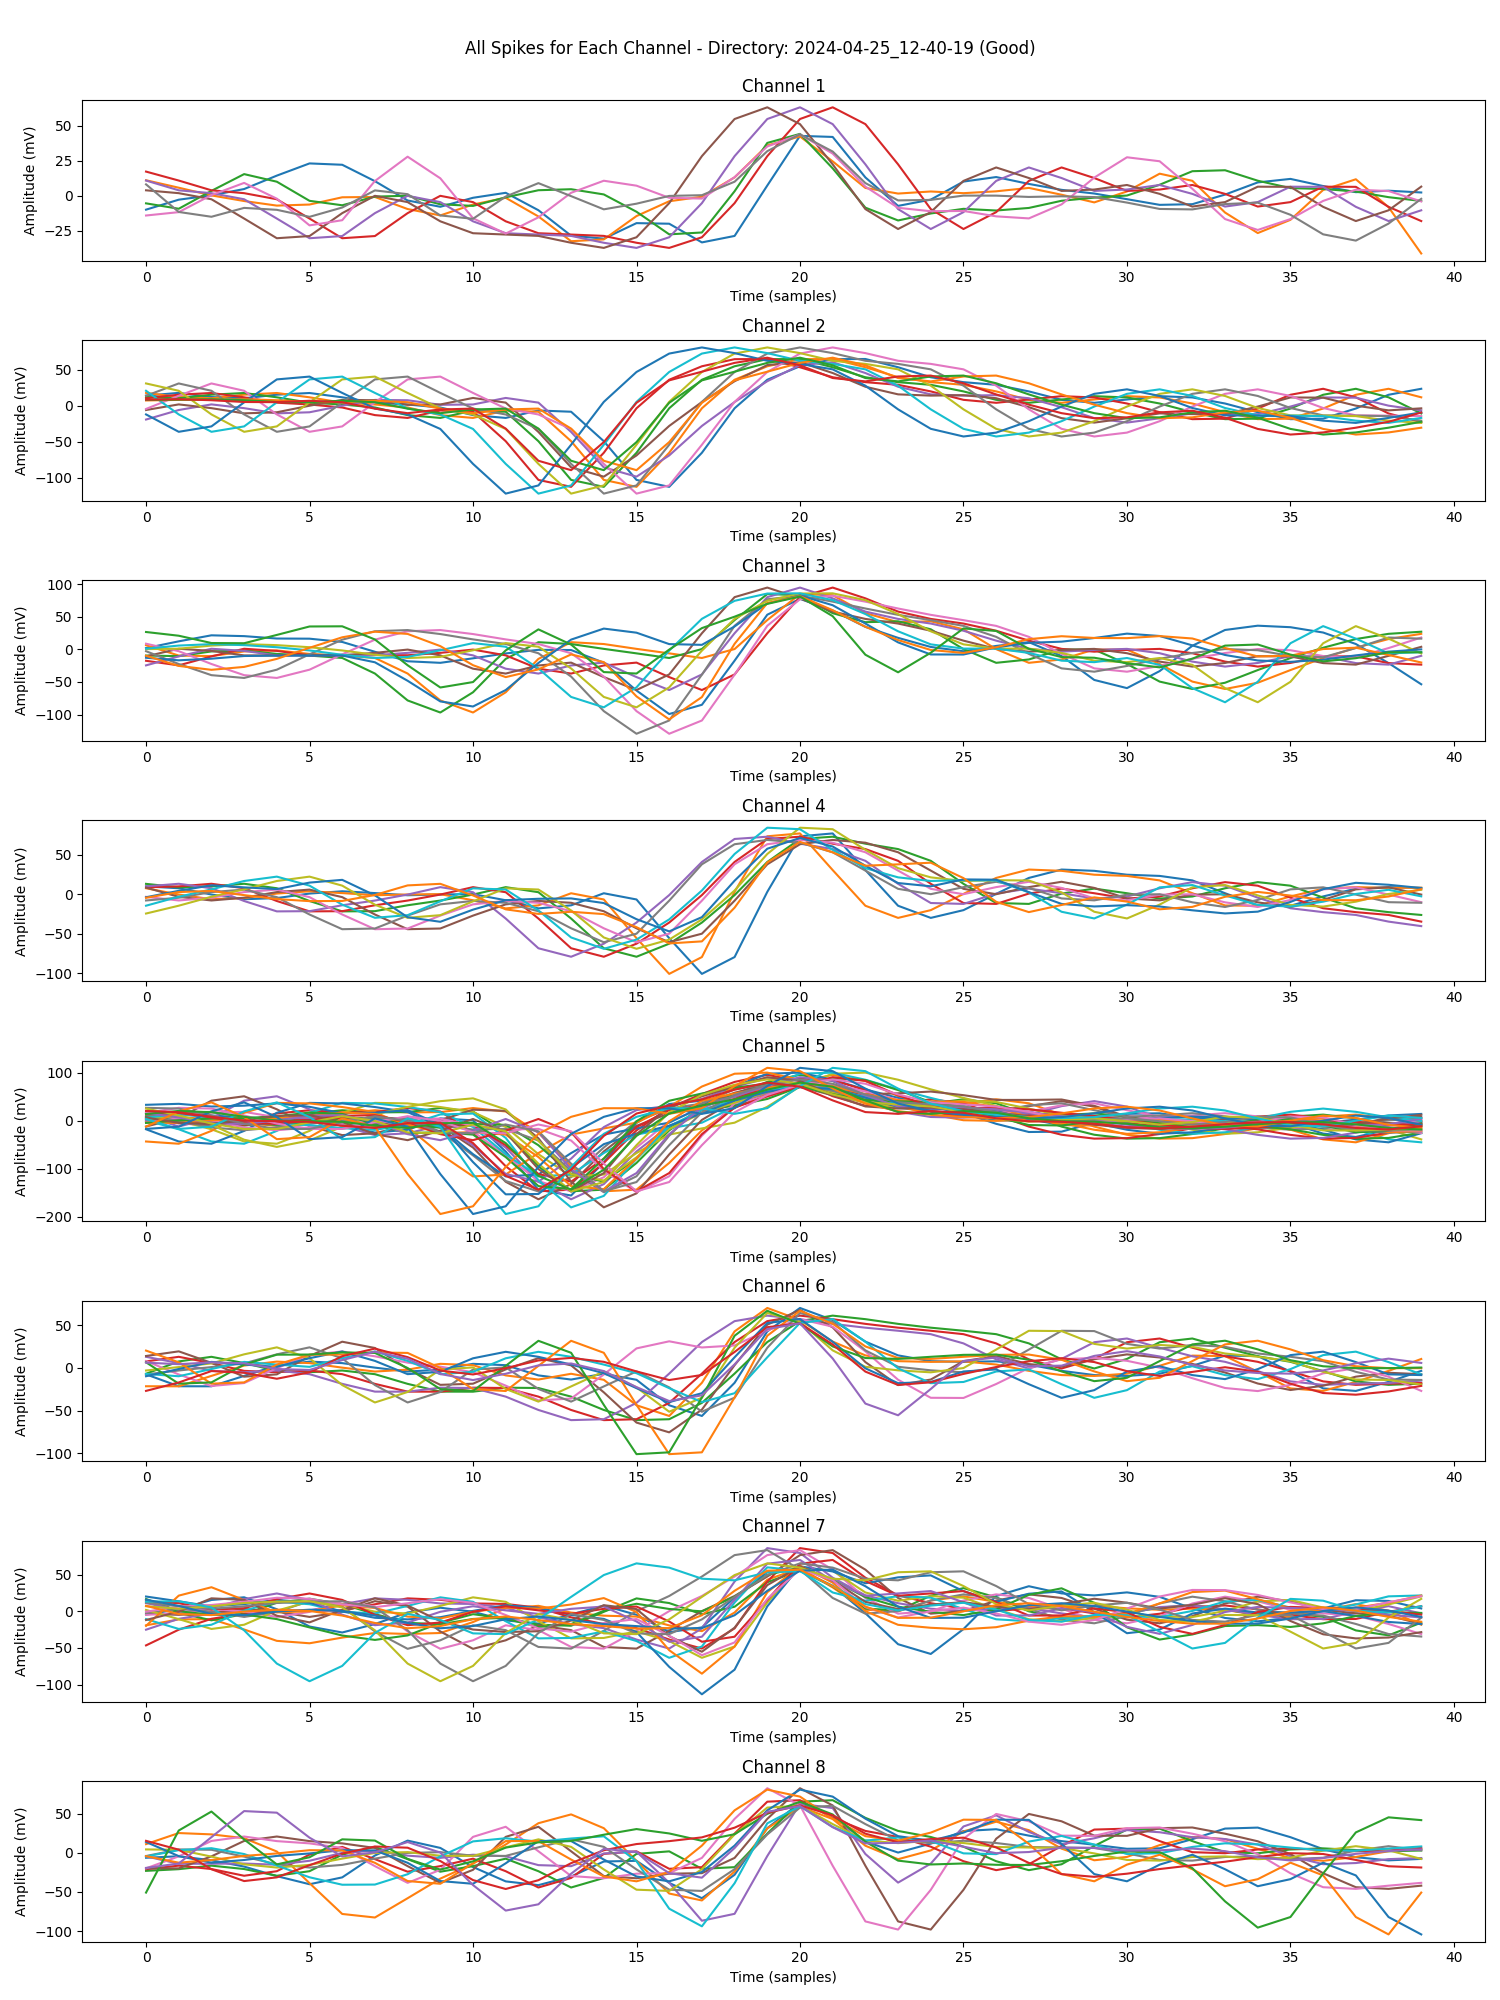 All Spikes for Each Channel - Directory: 2024-04-25_12-40-19 (Good)
Channel 1
Amplitude (mV)
50
25
0
−25
0 5 10 15 20 25 30 35 40
Time (samples)
Channel 2
Amplitude (mV)
50
0
−50
−100
0 5 10 15 20 25 30 35 40
Time (samples)
Channel 3
Amplitude (mV)
100
50
0
−50
−100
0 5 10 15 20 25 30 35 40
Time (samples)
Channel 4
Amplitude (mV)
50
0
−50
−100
0 5 10 15 20 25 30 35 40
Time (samples)
Channel 5
Amplitude (mV)
100
0
−100
−200
0 5 10 15 20 25 30 35 40
Time (samples)
Channel 6
Amplitude (mV)
50
0
−50
−100
0 5 10 15 20 25 30 35 40
Time (samples)
Channel 7
Amplitude (mV)
50
0
−50
−100
0 5 10 15 20 25 30 35 40
Time (samples)
Channel 8
Amplitude (mV)
50
0
−50
−100
0 5 10 15 20 25 30 35 40
Time (samples)